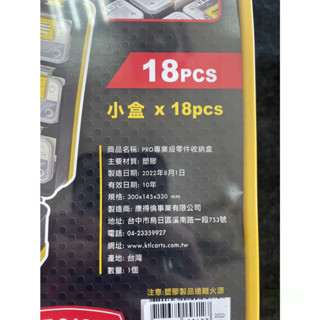 18PCS
小盒 x 18pcs
商品名稱: PRO專業級零件收納盒
主要材質: 塑膠
製造日期: 2022年8月1日
有效日期: 10年
規格: 300x145x330 mm
製造商: 康得倫事業有限公司
地址: 台中市烏日區溪南路一段753號
電話: 04-23359927
網址: www.ktlcarts.com.tw
產地: 台灣
數量: 1個
注意:塑膠製品遠離火源